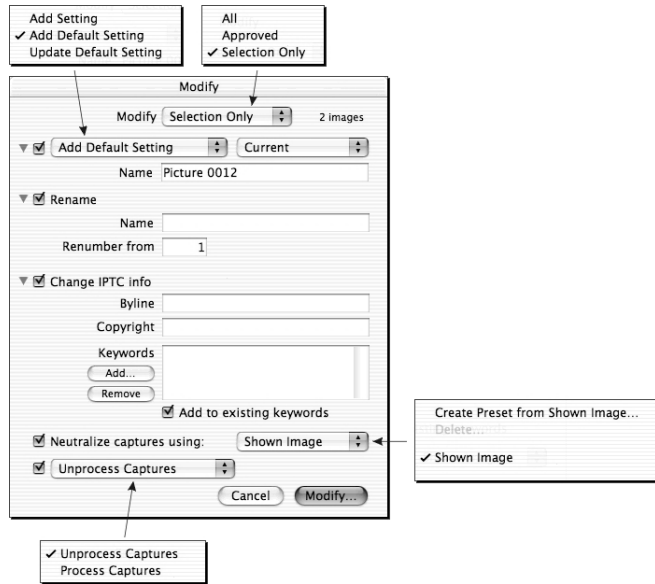 Add Setting
Add Default Setting
Update Default Setting
All
Approved
Selection Only
Modify
Modify Selection Only 2 images
Add Default Setting Current
Name Picture 0012
Rename
Name
Renumber from 1
Change IPTC info
Byline
Copyright
Keywords
Add...
Remove
Add to existing keywords
Neutralize captures using: Shown Image
Unprocess Captures
Cancel Modify...
Create Preset from Shown Image...
Delete...
Shown Image
Unprocess Captures
Process Captures